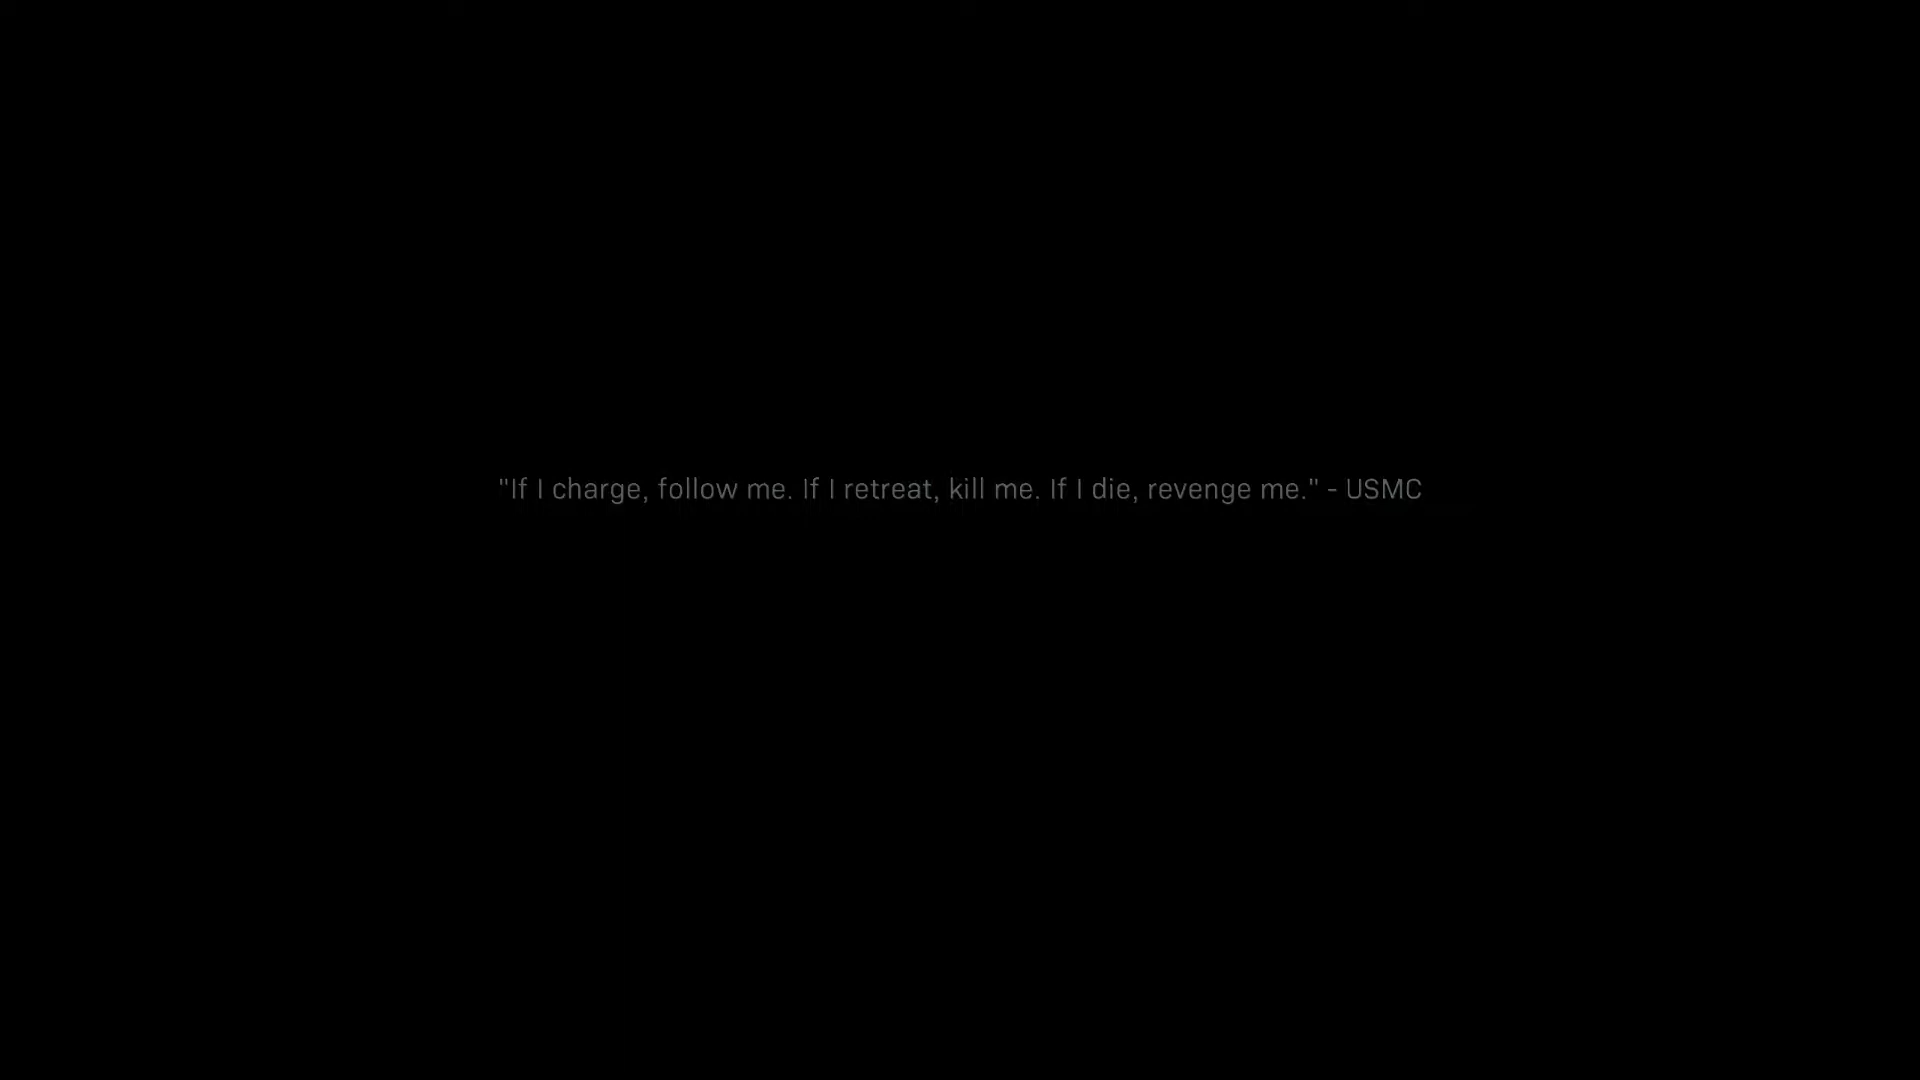 "If I charge, follow me. If I retreat, kill me. If I die, revenge me." - USMC